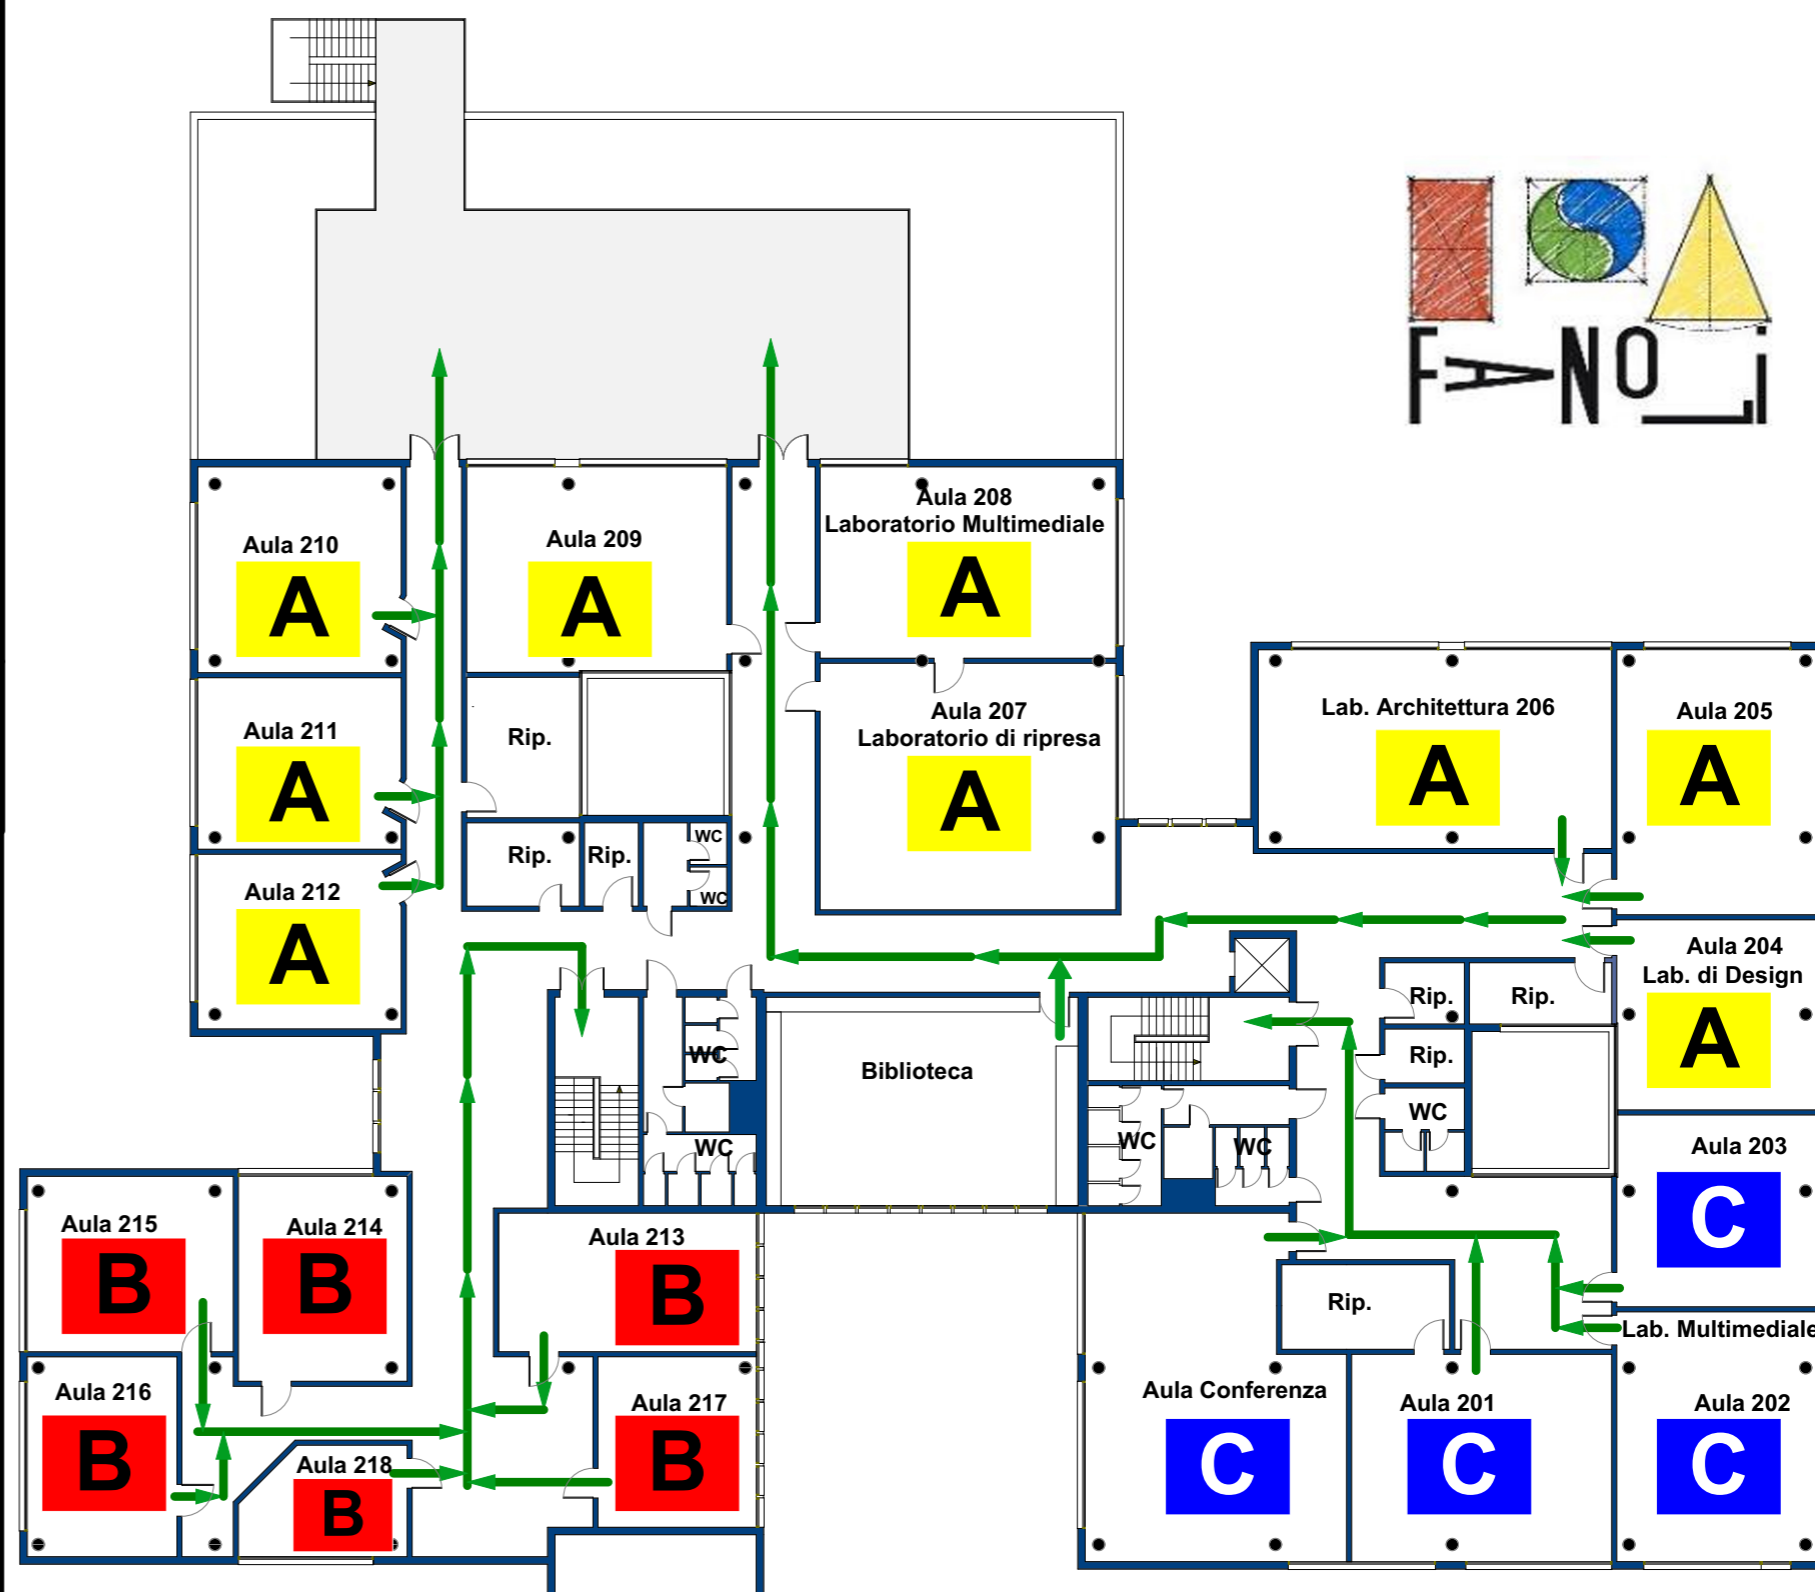 FANOLi
Aula 208
Laboratorio Multimediale
A
Aula 210
A
Aula 209
A
Aula 207
Laboratorio di ripresa
A
Lab. Architettura 206
A
Aula 205
A
Aula 211
A
Rip.
Rip.
Rip.
WC
WC
Aula 212
A
Aula 204
Lab. di Design
A
Rip.
Rip.
Rip.
WC
Biblioteca
WC
WC
WC
WC
Aula 203
C
Aula 215
B
Aula 214
B
Aula 213
B
Rip.
Lab. Multimediale
Aula 216
B
Aula 218
B
Aula 217
B
Aula Conferenza
C
Aula 201
C
Aula 202
C